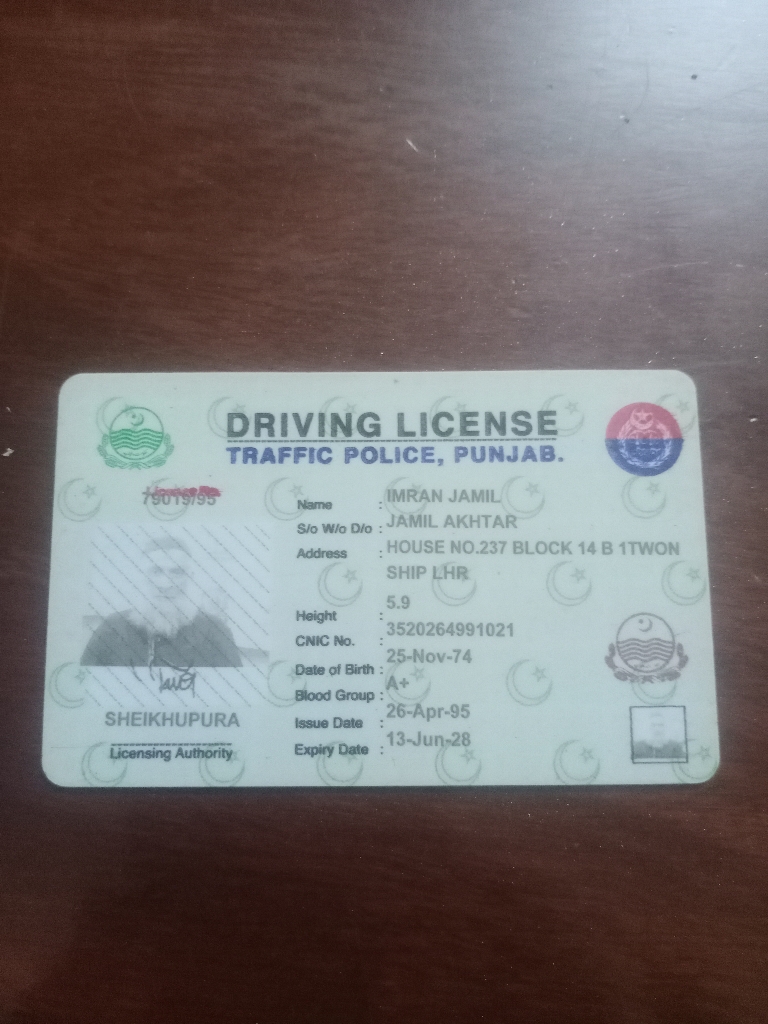 DRIVING LICENSE
TRAFFIC POLICE, PUNJAB.
79019/95
Name : IMRAN JAMIL
S/o W/o D/o : JAMIL AKHTAR
Address : HOUSE NO.237 BLOCK 14 B 1TWON
SHIP LHR
Height : 5.9
CNIC No. : 3520264991021
Date of Birth : 25-Nov-74
Blood Group : A+
Issue Date : 26-Apr-95
Expiry Date : 13-Jun-28
SHEIKHUPURA
Licensing Authority